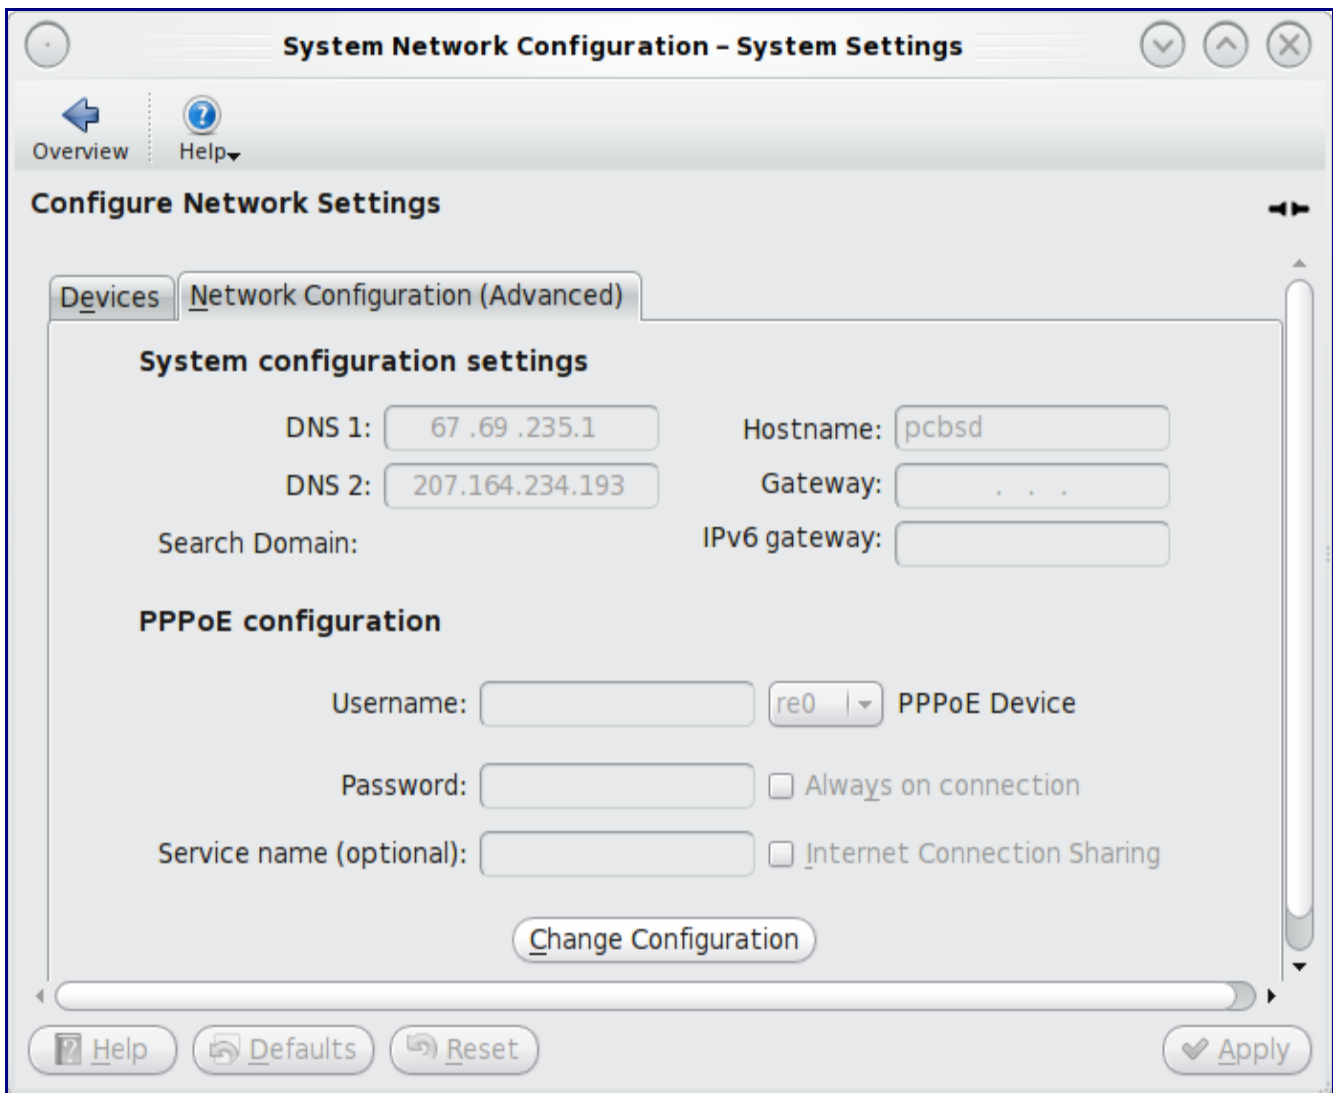 System Network Configuration – System Settings
Overview
Help
Configure Network Settings
Devices
Network Configuration (Advanced)
System configuration settings
DNS 1: 67 .69 .235.1
Hostname: pcbsd
DNS 2: 207.164.234.193
Gateway: . . .
Search Domain:
IPv6 gateway:
PPPoE configuration
Username:
re0
PPPoE Device
Password:
Always on connection
Service name (optional):
Internet Connection Sharing
Change Configuration
Help
Defaults
Reset
Apply